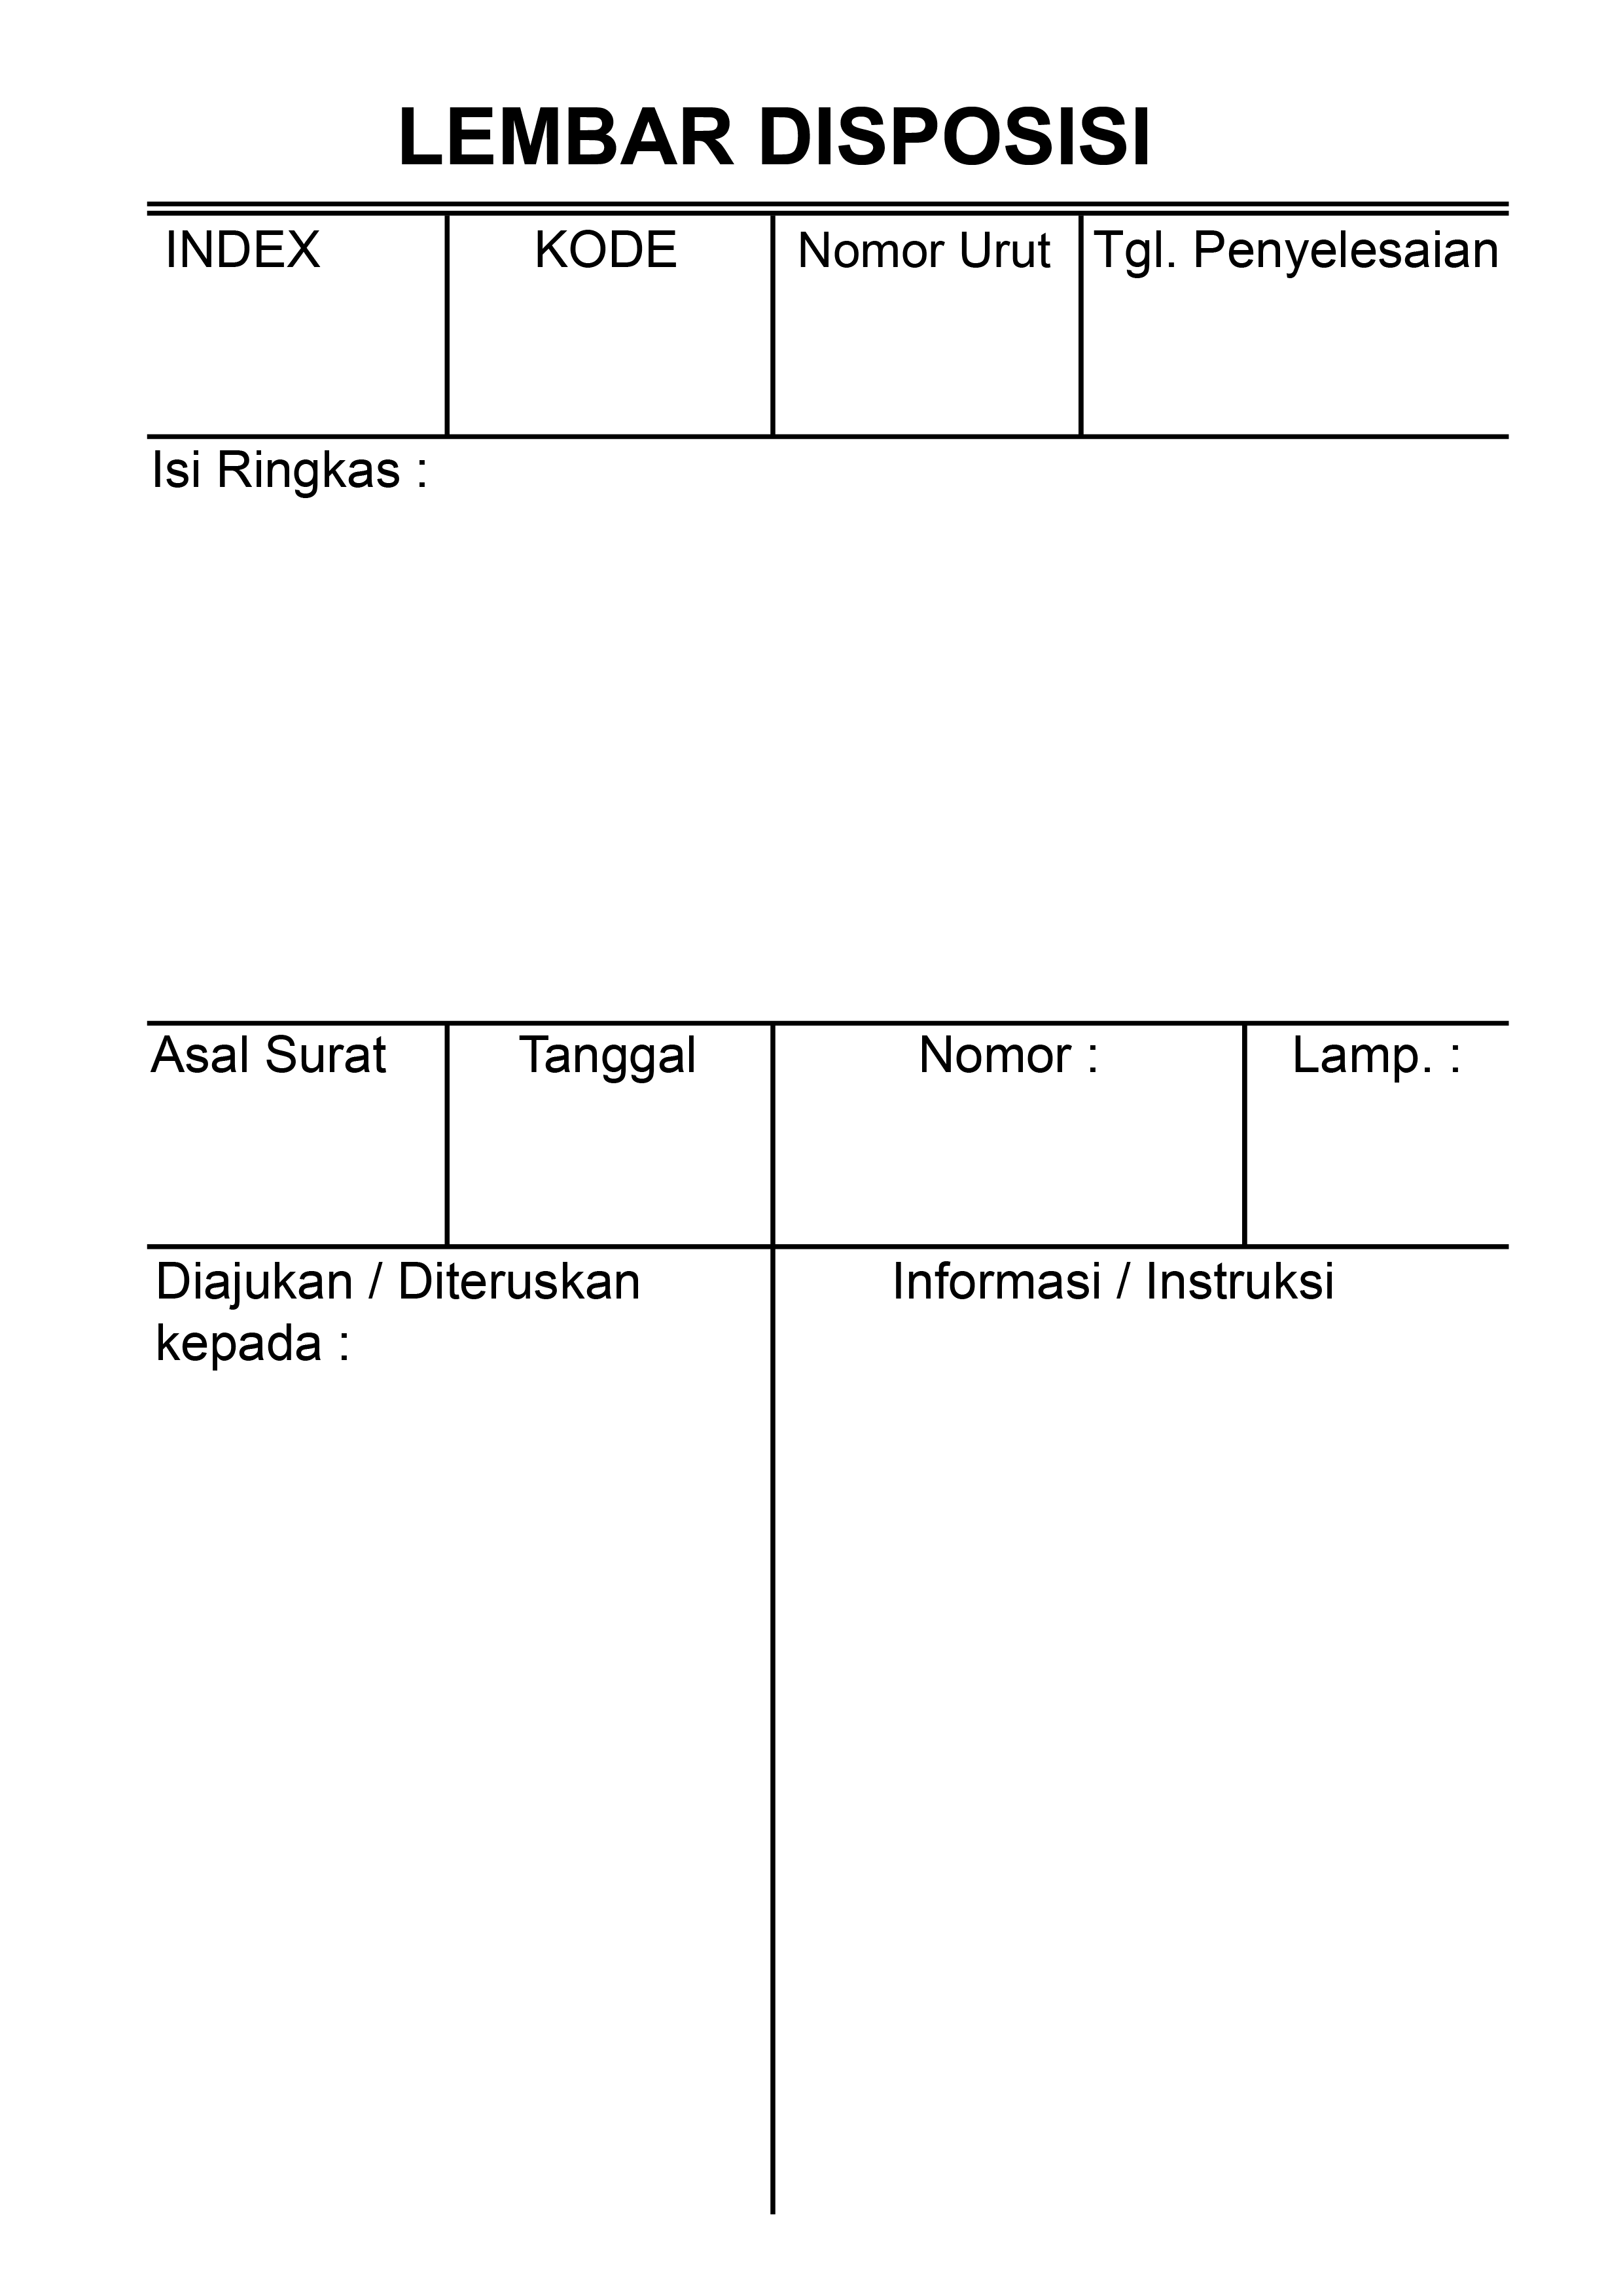 LEMBAR DISPOSISI
INDEX
KODE
Nomor Urut
Tgl. Penyelesaian
Isi Ringkas :
Asal Surat
Tanggal
Nomor :
Lamp. :
Diajukan / Diteruskan
kepada :
Informasi / Instruksi